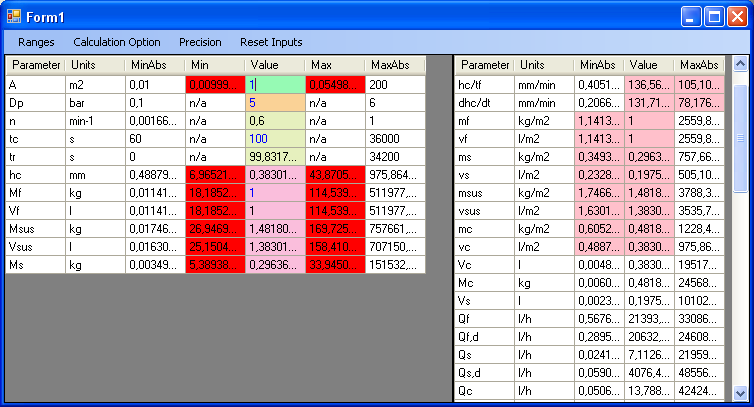 Form1
Ranges Calculation Option Precision Reset Inputs
Parameter Units MinAbs Min Value Max MaxAbs
A m2 0,01 0,00999... 1 0,05498... 200
Dp bar 0,1 n/a 5 n/a 6
n min-1 0,00166... n/a 0,6 n/a 1
tc s 60 n/a 100 n/a 36000
tr s 0 n/a 99,8317... n/a 34200
hc mm 0,48879... 6,96521... 0,38301... 43,8705... 975,864...
Mf kg 0,01141... 18,1852... 1 114,539... 511977,...
Vf l 0,01141... 18,1852... 1 114,539... 511977,...
Msus kg 0,01746... 26,9469... 1,48180... 169,725... 757661,...
Vsus l 0,01630... 25,1504... 1,38301... 158,410... 707150,...
Ms kg 0,00349... 5,38938... 0,29636... 33,9450... 151532,...
Parameter Units MinAbs Value MaxAbs
hc/tf mm/min 0,4051... 136,56... 105,10...
dhc/dt mm/min 0,2066... 131,71... 78,176...
mf kg/m2 1,1413... 1 2559,8...
vf l/m2 1,1413... 1 2559,8...
ms kg/m2 0,3493... 0,2963... 757,66...
vs l/m2 0,2328... 0,1975... 505,10...
msus kg/m2 1,7466... 1,4818... 3788,3...
vsus l/m2 1,6301... 1,3830... 3535,7...
mc kg/m2 0,6052... 0,4818... 1228,4...
vc l/m2 0,4887... 0,3830... 975,86...
Vc l 0,0048... 0,3830... 19517...
Mc kg 0,0060... 0,4818... 24568...
Vs l 0,0023... 0,1975... 10102...
Qf l/h 0,5676... 21393,... 33086...
Qf,d l/h 0,2895... 20632,... 24608...
Qs l/h 0,0241... 7,1126... 21959...
Qs,d l/h 0,0590... 4076,4... 48556...
Qc l/h 0,0506... 13,788... 42424...